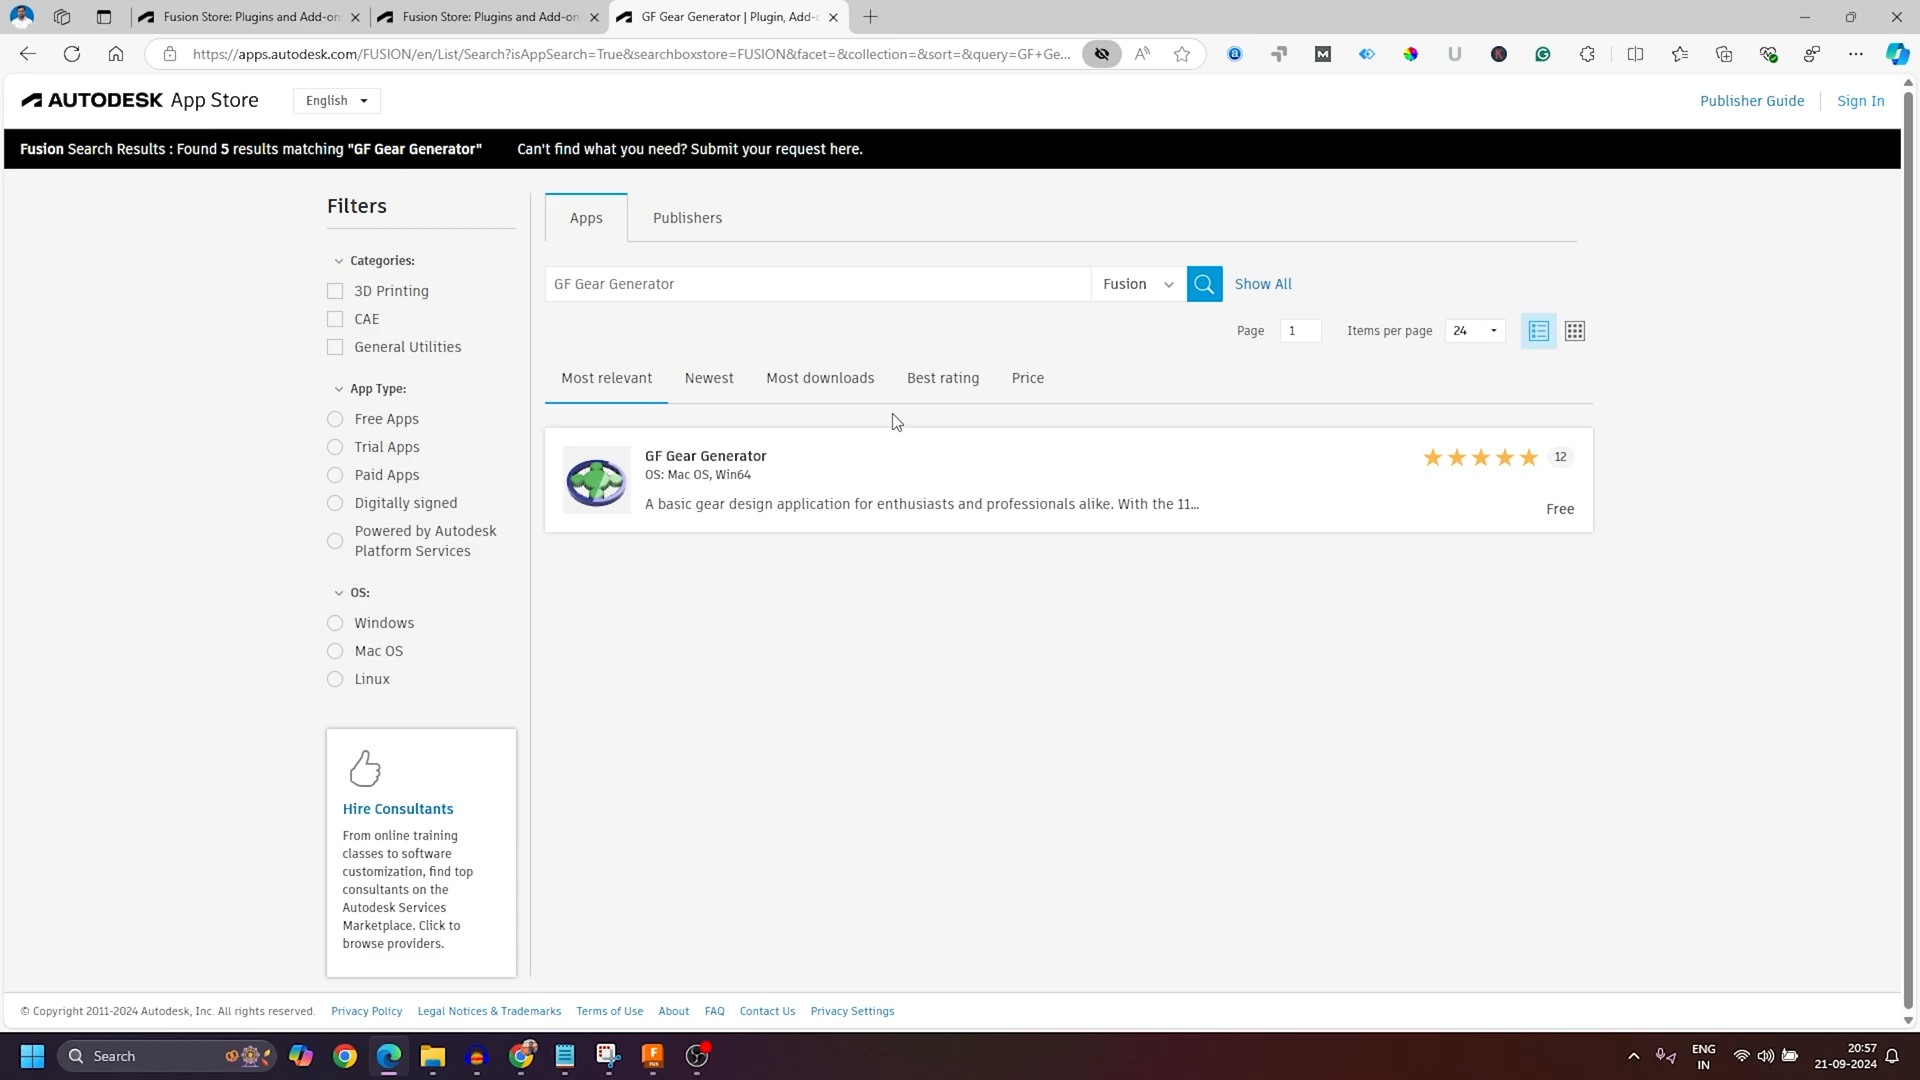 Fusion Store: Plugins and Add-on
Fusion Store: Plugins and Add-on
GF Gear Generator | Plugin, Add-
https://apps.autodesk.com/FUSION/en/List/Search?isAppSearch=True&searchboxstore=FUSION&facet=&collection=&sort=&query=GF+Ge...
AUTODESK App Store
English
Publisher Guide
Sign In
Fusion Search Results : Found 5 results matching "GF Gear Generator"
Can't find what you need? Submit your request here.
Filters
Categories:
3D Printing
CAE
General Utilities
App Type:
Free Apps
Trial Apps
Paid Apps
Digitally signed
Powered by Autodesk
Platform Services
OS:
Windows
Mac OS
Linux
Hire Consultants
From online training
classes to software
customization, find top
consultants on the
Autodesk Services
Marketplace. Click to
browse providers.
Apps
Publishers
GF Gear Generator
Fusion
Show All
Page 1
Items per page 24
Most relevant
Newest
Most downloads
Best rating
Price
GF Gear Generator
12
OS: Mac OS, Win64
A basic gear design application for enthusiasts and professionals alike. With the 11...
Free
© Copyright 2011-2024 Autodesk, Inc. All rights reserved.
Privacy Policy
Legal Notices & Trademarks
Terms of Use
About
FAQ
Contact Us
Privacy Settings
Search
ENG
IN
20:57
21-09-2024